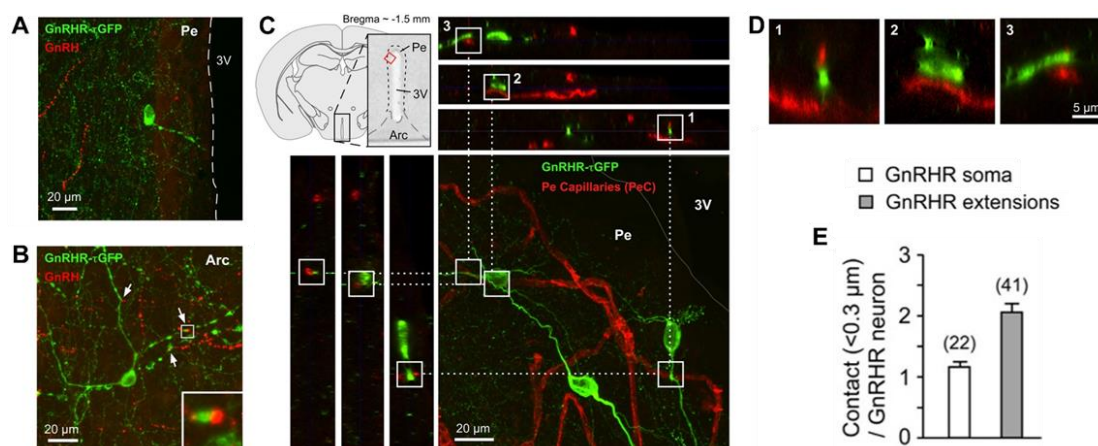 A
GnRHR-τGFP
GnRH
Pe
3V
20 µm
B
GnRHR-τGFP
GnRH
Arc
20 µm
C
Bregma ~ -1.5 mm
Pe
3V
Arc
3
2
1
GnRHR-τGFP
Pe Capillaries (PeC)
3V
Pe
20 µm
D
1
2
3
5 µm
GnRHR soma
GnRHR extensions
E
Contact (<0.3 µm)
/ GnRHR neuron
3
2
1
0
(22)
(41)